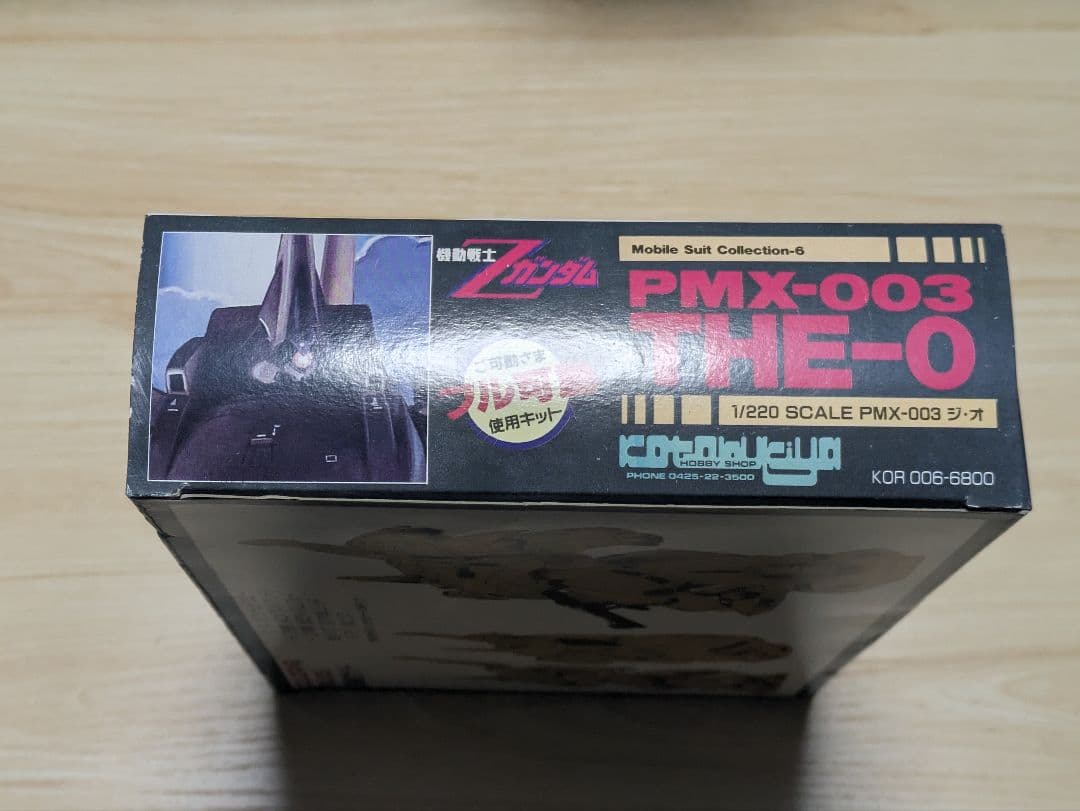 機動戦士
Zガンダム
Mobile Suit Collection-6
PMX-003
THE-O
ご可動さま
フル可動
使用キット
1/220 SCALE PMX-003 ジ・オ
kotobukiya
HOBBY SHOP
PHONE 0425-22-3500
KOR 006-6800